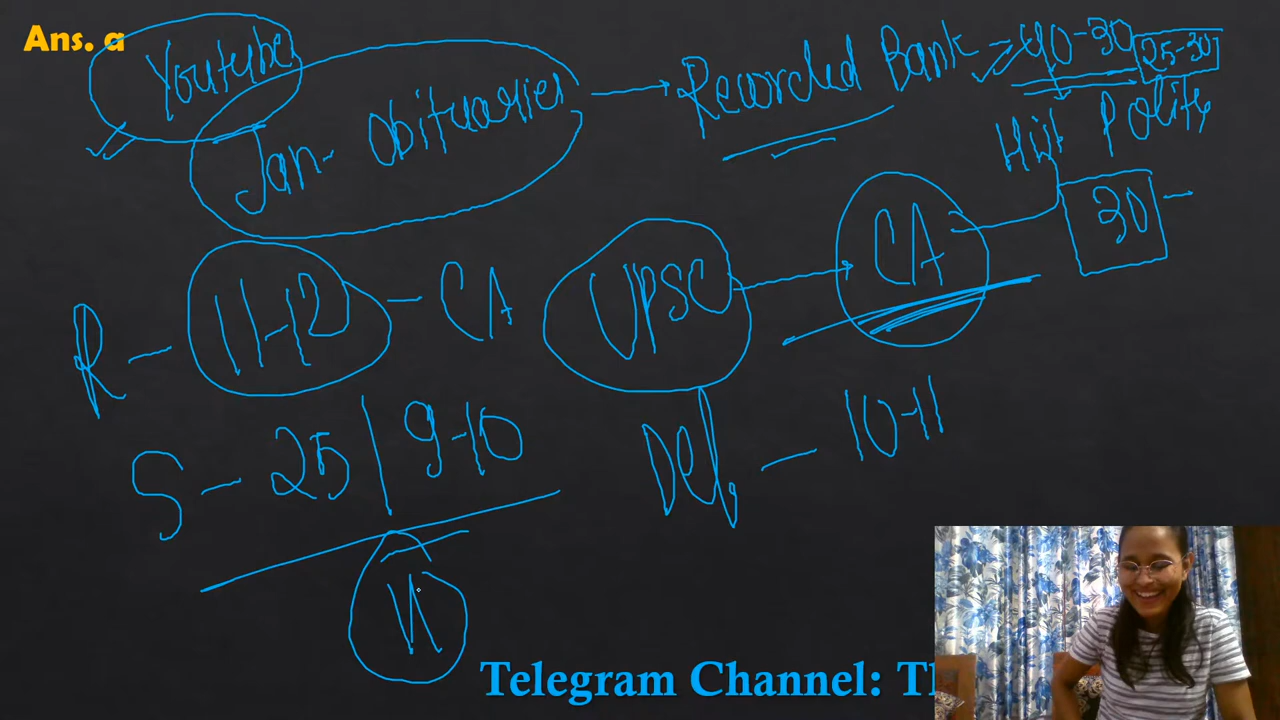 Ans. a
Youtube
Jan- Obituaries → Recorded Bank = 40-30 25-30
Hist Polity
R - 11-12 - CA
UPSC → CA 30 -
S - 25 | 9-10
Def. - 10-11
Telegram Channel: T